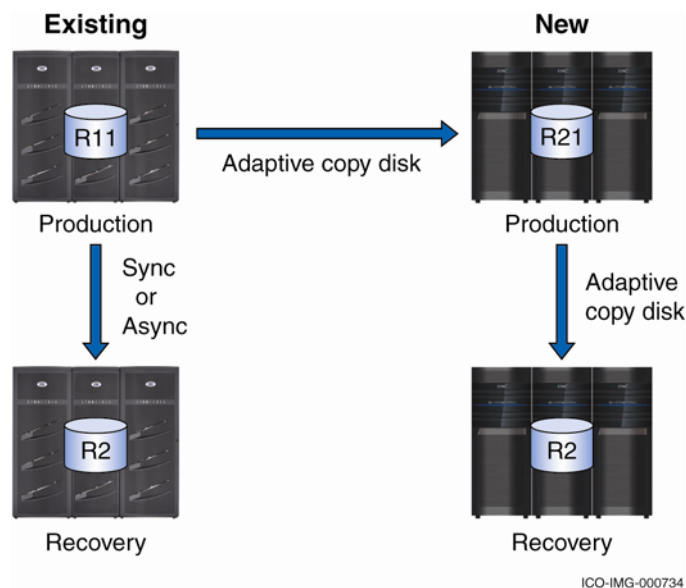 Existing
New
R11
Adaptive copy disk
R21
Production
Production
Sync
or
Async
Adaptive
copy disk
R2
R2
Recovery
Recovery
ICO-IMG-000734